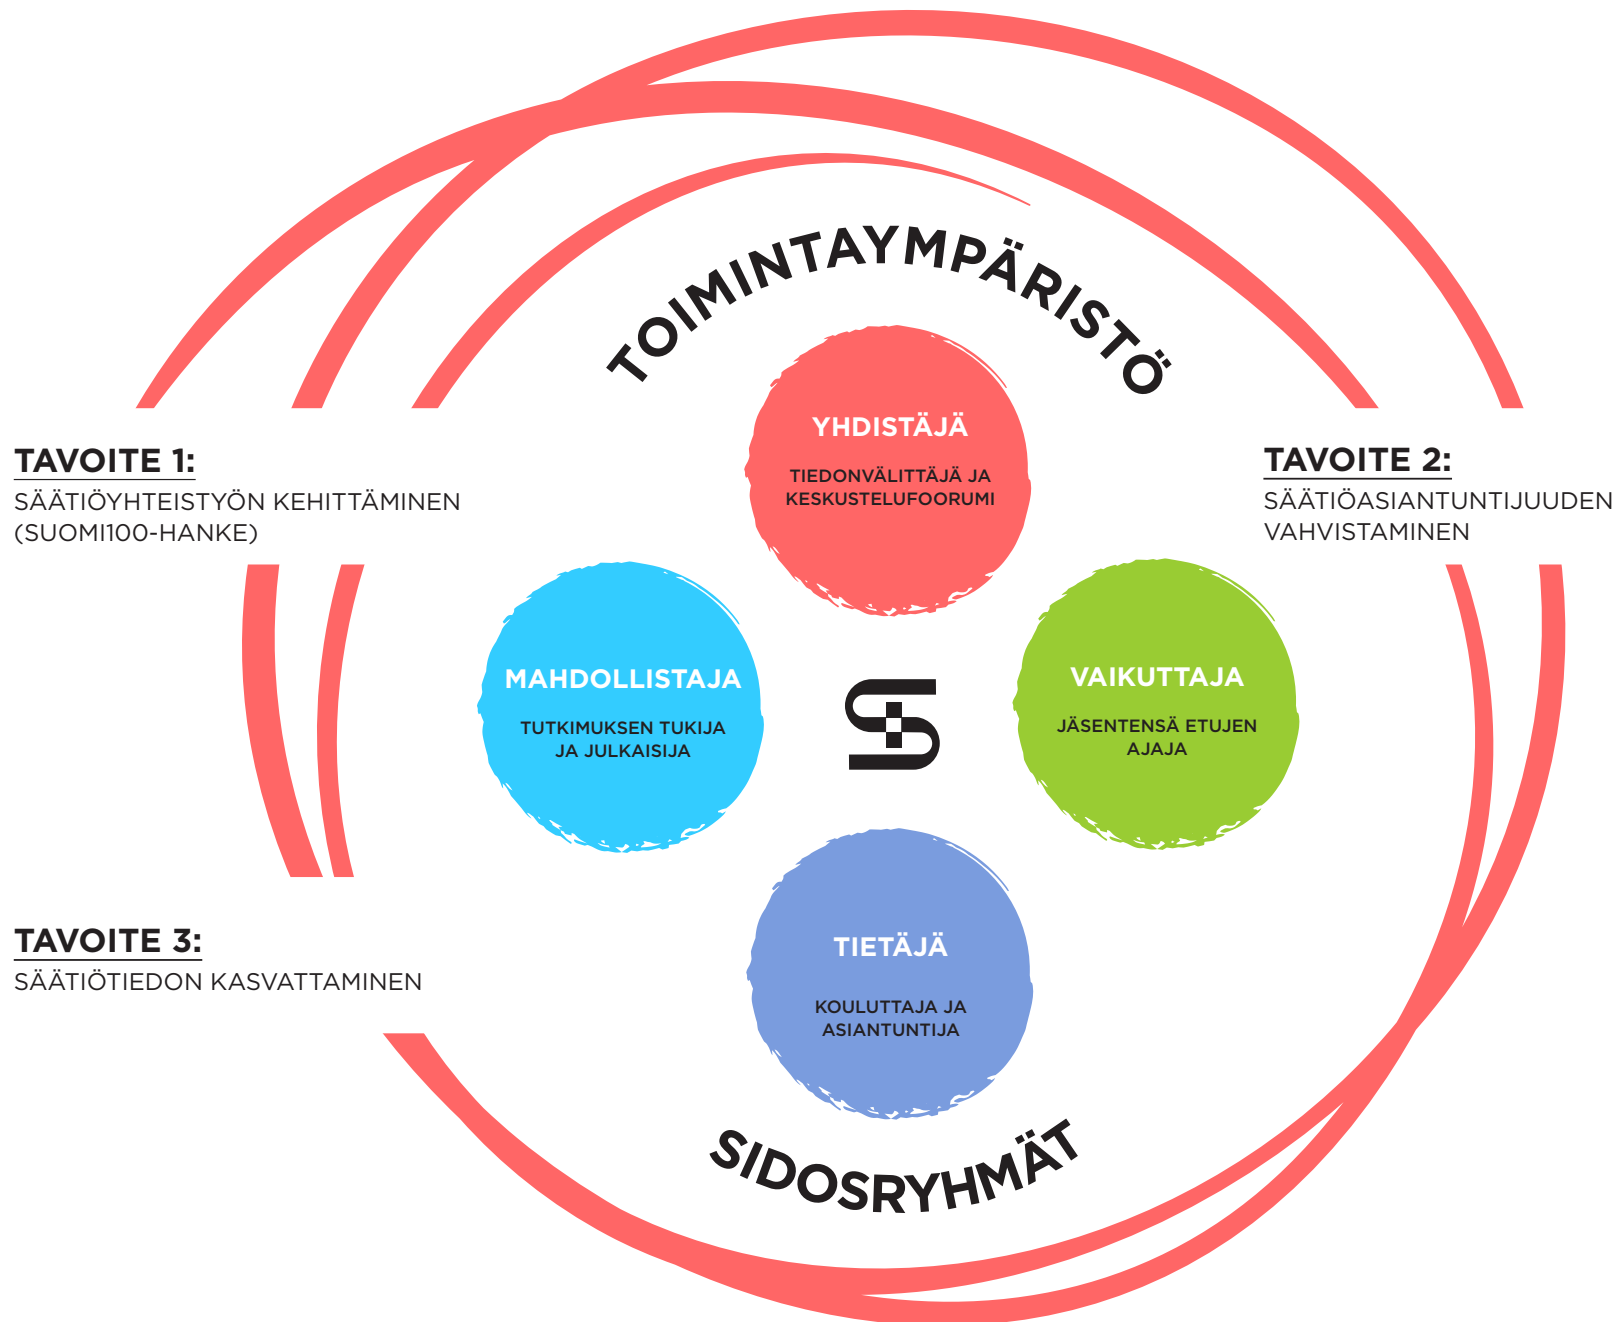 TOIMINTAYMPÄRISTÖ
YHDISTÄJÄ
TIEDONVÄLITTÄJÄ JA
KESKUSTELUFOORUMI
TAVOITE 1:
SÄÄTIÖYHTEISTYÖN KEHITTÄMINEN
(SUOMI100-HANKE)
TAVOITE 2:
SÄÄTIÖASIANTUNTIJUUDEN
VAHVISTAMINEN
MAHDOLLISTAJA
TUTKIMUKSEN TUKIJA
JA JULKAISIJA
VAIKUTTAJA
JÄSENTENSÄ ETUJEN
AJAJA
TAVOITE 3:
SÄÄTIÖTIEDON KASVATTAMINEN
TIETÄJÄ
KOULUTTAJA JA
ASIANTUNTIJA
SIDOSRYHMÄT